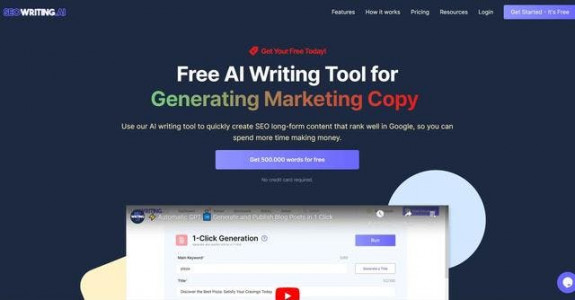 SEOWRITING.AI
Features How it works Pricing Resources Login Get Started - It's Free
Get Your Free Today!
Free AI Writing Tool for
Generating Marketing Copy
Use our AI writing tool to quickly create SEO long-form content that rank well in Google, so you can
spend more time making money.
Get 500,000 words for free
No credit card required.
Generate and Publish Blog Posts in 1 Click
1-Click Generation
Run
Main Keyword
Title
Discover the Best Pizza: Satisfy Your Cravings Today